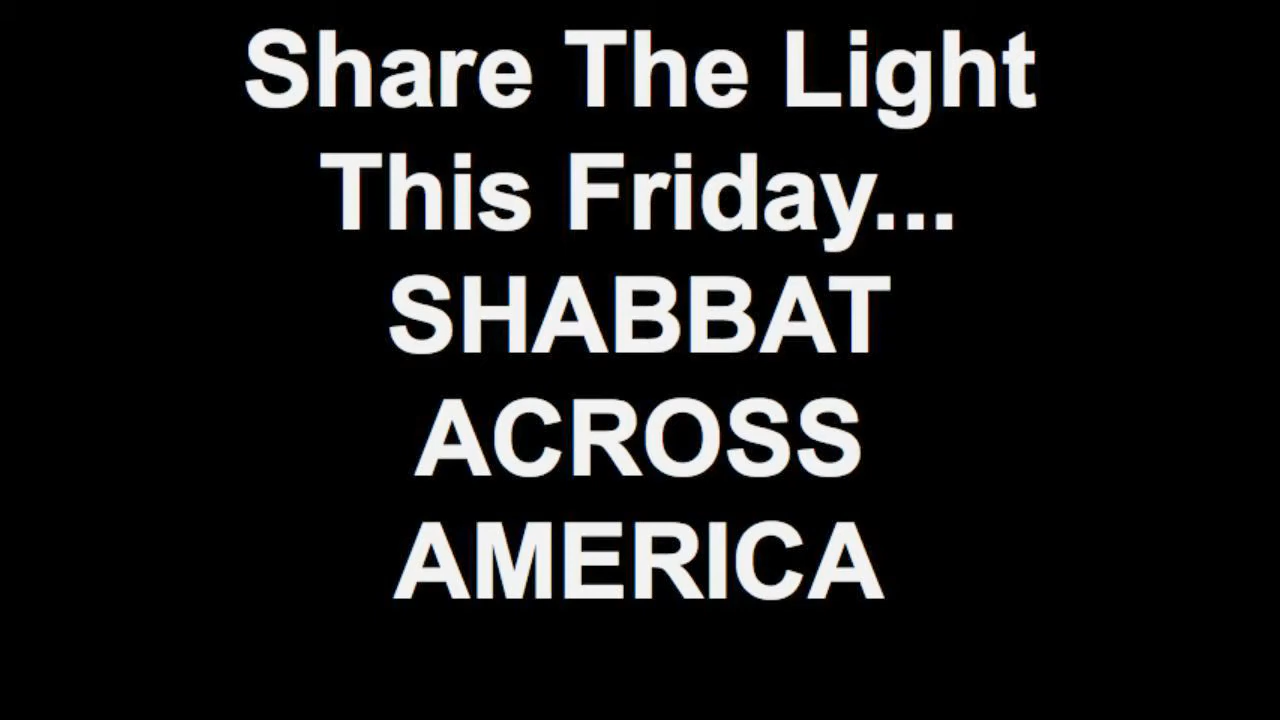 Share The Light
This Friday...
SHABBAT
ACROSS
AMERICA